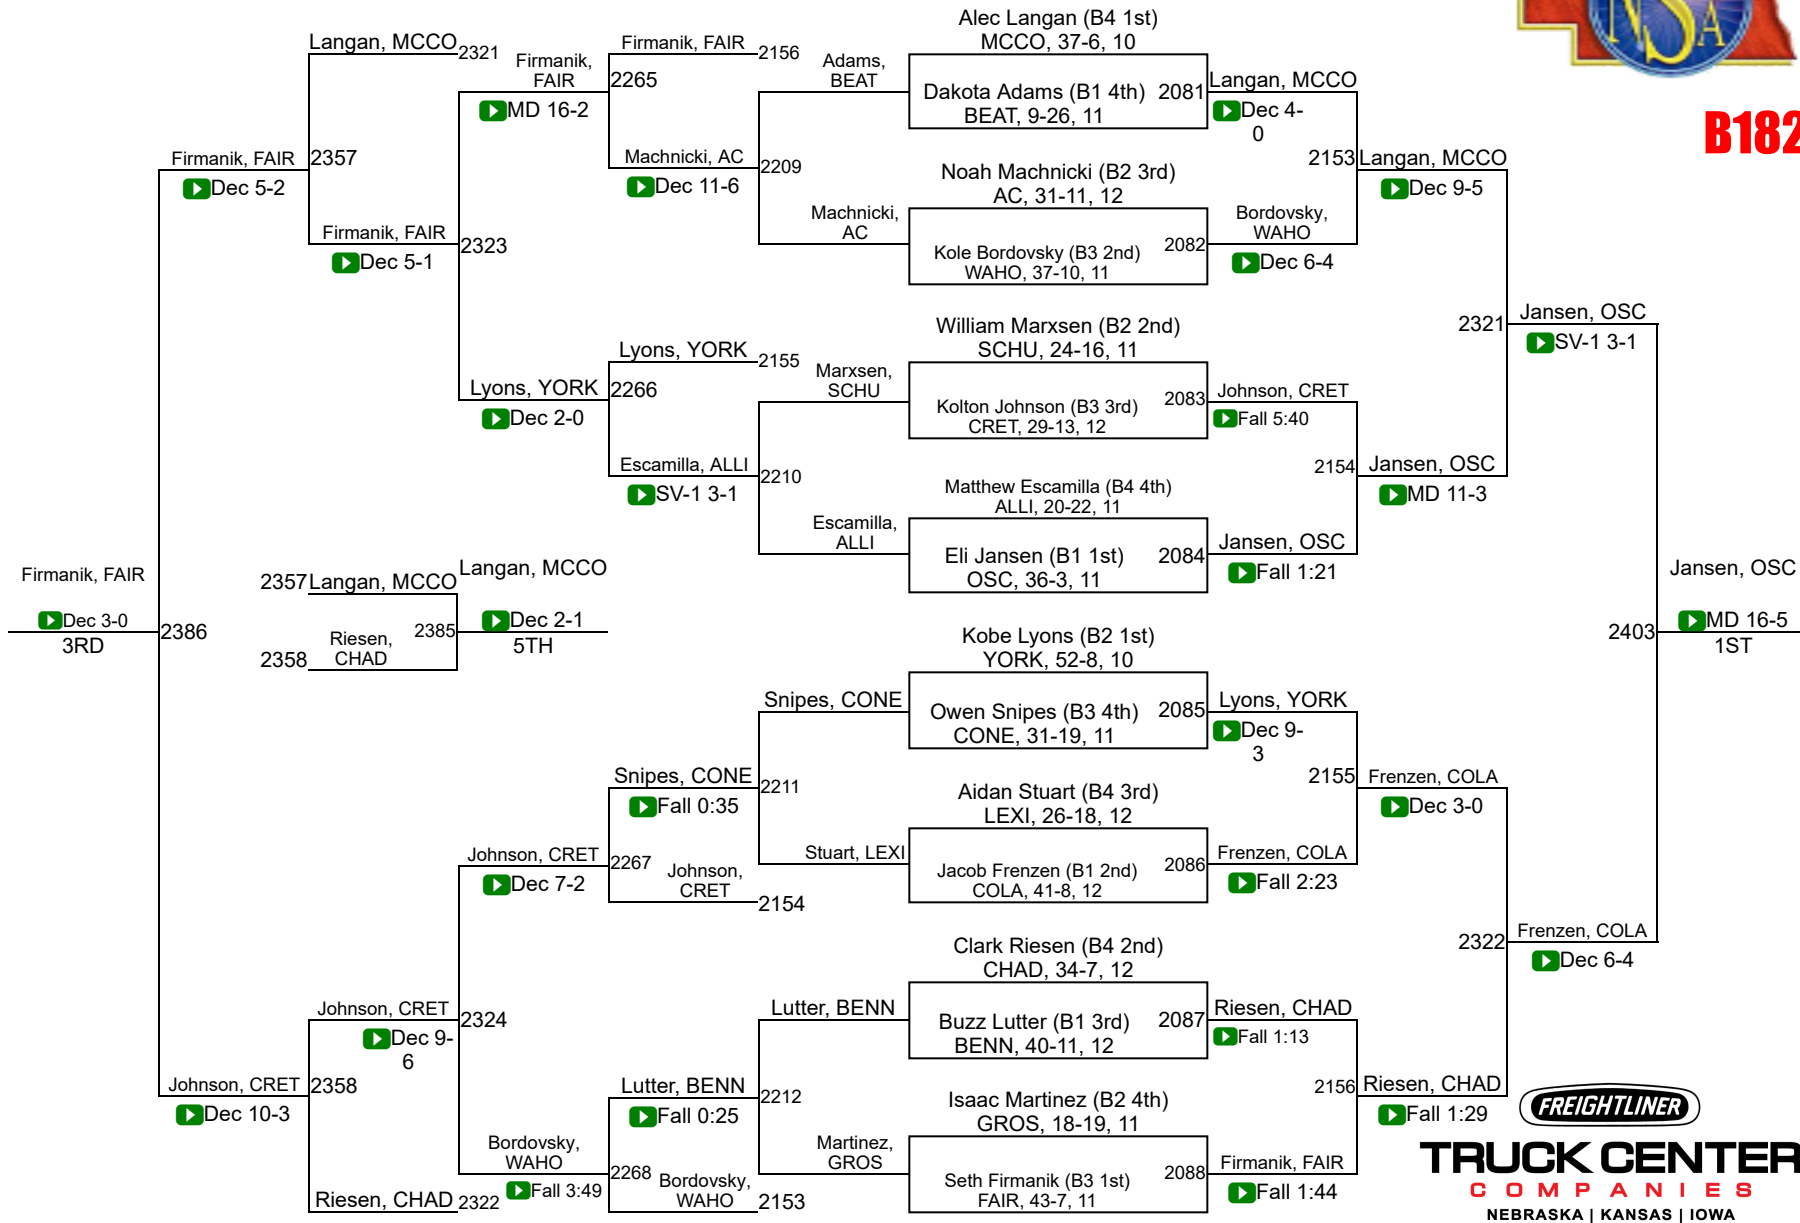 Langan, MCCO 2321
Firmanik, FAIR 2156
Alec Langan (B4 1st)
MCCO, 37-6, 10
NSA
Firmanik,
FAIR
2265
MD 16-2
Adams,
BEAT
Dakota Adams (B1 4th) 2081
BEAT, 9-26, 11
Langan, MCCO
Dec 4-
0
B182
Firmanik, FAIR 2357
Dec 5-2
Machnicki, AC 2209
Dec 11-6
Noah Machnicki (B2 3rd)
AC, 31-11, 12
2153 Langan, MCCO
Dec 9-5
Firmanik, FAIR 2323
Dec 5-1
Machnicki,
AC
Kole Bordovsky (B3 2nd) 2082
WAHO, 37-10, 11
Bordovsky,
WAHO
Dec 6-4
William Marxsen (B2 2nd)
SCHU, 24-16, 11
2321 Jansen, OSC
SV-1 3-1
Lyons, YORK 2155
Lyons, YORK 2266
Dec 2-0
Marxsen,
SCHU
Kolton Johnson (B3 3rd) 2083
CRET, 29-13, 12
Johnson, CRET
Fall 5:40
Escamilla, ALLI 2210
SV-1 3-1
Matthew Escamilla (B4 4th)
ALLI, 20-22, 11
2154 Jansen, OSC
MD 11-3
Escamilla,
ALLI
Eli Jansen (B1 1st) 2084
OSC, 36-3, 11
Jansen, OSC
Fall 1:21
Firmanik, FAIR
Dec 3-0
3RD
2386
2357 Langan, MCCO
2358 Riesen,
CHAD
2385
Langan, MCCO
Dec 2-1
5TH
Kobe Lyons (B2 1st)
YORK, 52-8, 10
2403
Jansen, OSC
MD 16-5
1ST
Snipes, CONE
Owen Snipes (B3 4th) 2085
CONE, 31-19, 11
Lyons, YORK
Dec 9-
3
Snipes, CONE 2211
Fall 0:35
Aidan Stuart (B4 3rd)
LEXI, 26-18, 12
2155 Frenzen, COLA
Dec 3-0
Johnson, CRET 2267
Dec 7-2
Johnson,
CRET
2154
Stuart, LEXI
Jacob Frenzen (B1 2nd) 2086
COLA, 41-8, 12
Frenzen, COLA
Fall 2:23
Clark Riesen (B4 2nd)
CHAD, 34-7, 12
2322 Frenzen, COLA
Dec 6-4
Johnson, CRET 2324
Dec 9-
6
Lutter, BENN
Buzz Lutter (B1 3rd) 2087
BENN, 40-11, 12
Riesen, CHAD
Fall 1:13
Johnson, CRET 2358
Dec 10-3
Lutter, BENN 2212
Fall 0:25
Isaac Martinez (B2 4th)
GROS, 18-19, 11
2156 Riesen, CHAD
Fall 1:29
Bordovsky,
WAHO
Fall 3:49
2268
Bordovsky,
WAHO
2153
Martinez,
GROS
Seth Firmanik (B3 1st) 2088
FAIR, 43-7, 11
Firmanik, FAIR
Fall 1:44
Riesen, CHAD 2322
FREIGHTLINER
TRUCK CENTER
COMPANIES
NEBRASKA | KANSAS | IOWA